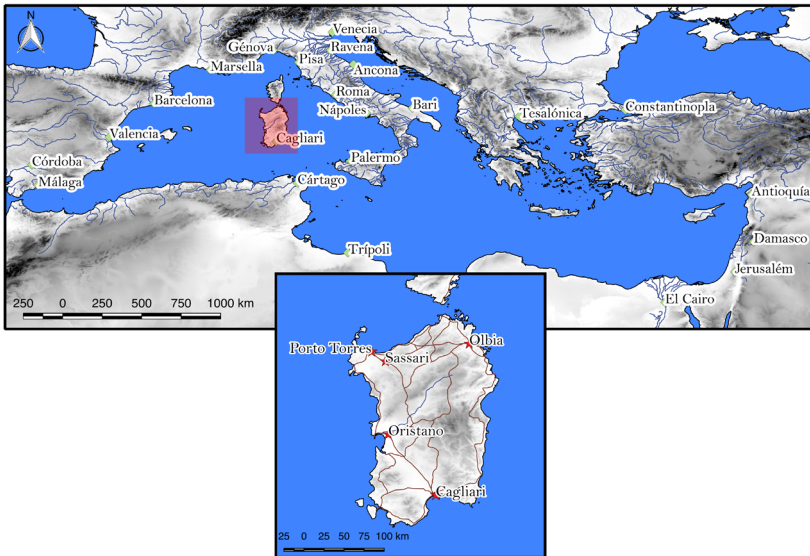 N
Venecia
Génova
Ravena
Pisa
Marsella
Ancona
Roma
Barcelona
Nápoles
Bari
Constantinopla
Tesalónica
Valencia
Cagliari
Córdoba
Palermo
Málaga
Cártago
Antioquía
Damasco
Trípoli
Jerusalém
El Cairo
250 0 250 500 750 1000 km
Olbia
Porto Torres
Sassari
Oristano
Cagliari
25 0 25 50 75 100 km